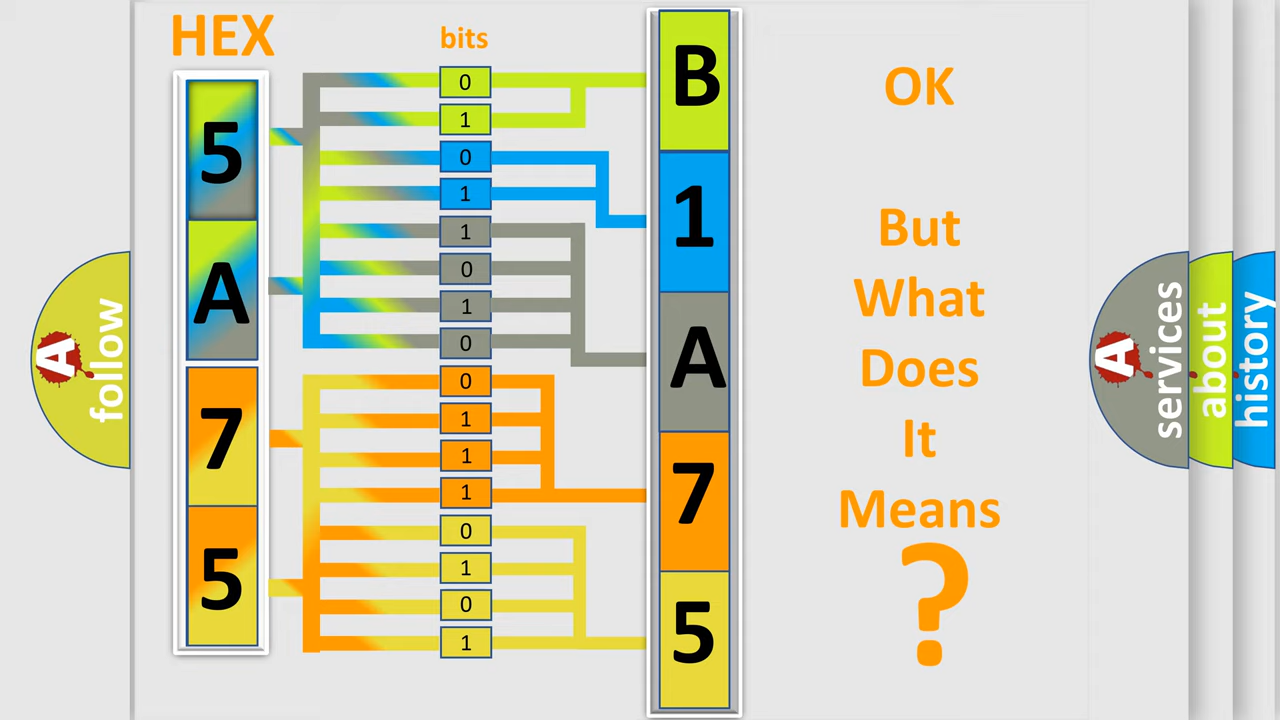 HEX
bits
5
A
7
5
0
1
0
1
1
0
1
0
0
1
1
1
0
1
0
1
B
1
A
7
5
OK
But
What
Does
It
Means
?
A
follow
A
services
about
history